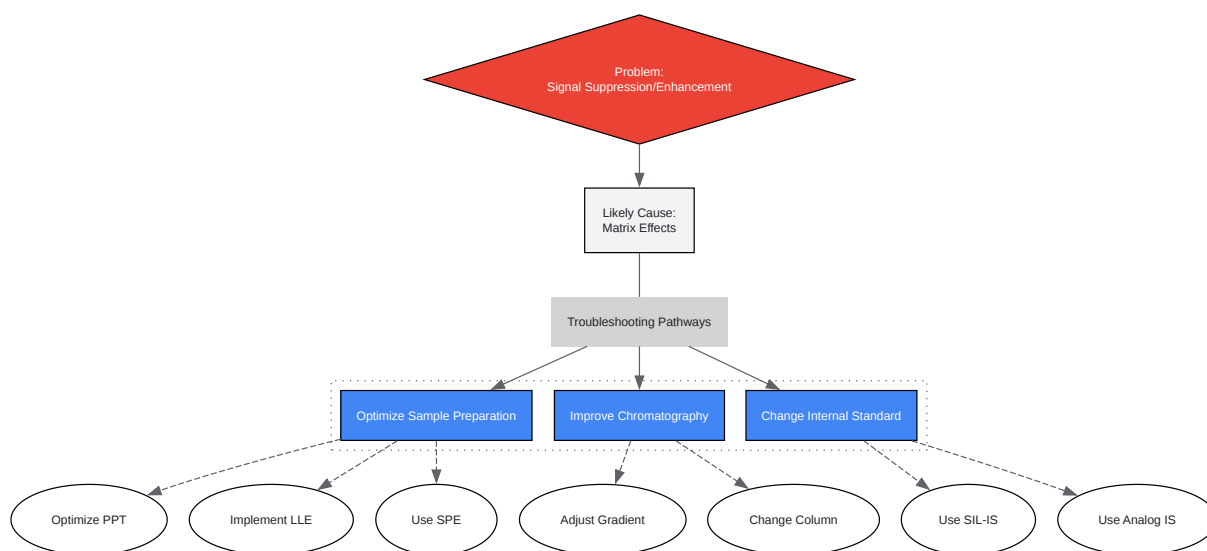 Problem:
Signal Suppression/Enhancement
Likely Cause:
Matrix Effects
Troubleshooting Pathways
Optimize Sample Preparation
Improve Chromatography
Change Internal Standard
Optimize PPT
Implement LLE
Use SPE
Adjust Gradient
Change Column
Use SIL-IS
Use Analog IS